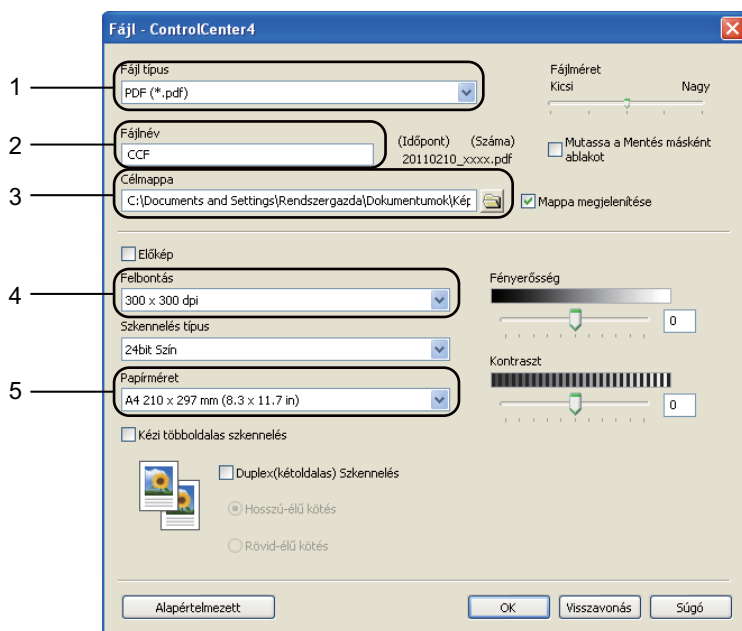 Fájl - ControlCenter4
1
Fájl típus
PDF (*.pdf)
Fájlméret
Kicsi Nagy
2
Fájlnév
CCF
(Időpont) (Száma)
20110210_xxxx.pdf
Mutassa a Mentés másként ablakot
3
Célmappa
C:\Documents and Settings\Rendszergazda\Dokumentumok\Kép
Mappa megjelenítése
Előkép
4
Felbontás
300 x 300 dpi
Szkennelés típus
24bit Szín
Fényerősség
0
5
Papírméret
A4 210 x 297 mm (8.3 x 11.7 in)
Kontraszt
0
Kézi többoldalas szkennelés
Duplex(kétoldalas) Szkennelés
Hosszú-élű kötés
Rövid-élű kötés
Alapértelmezett OK Visszavonás Súgó